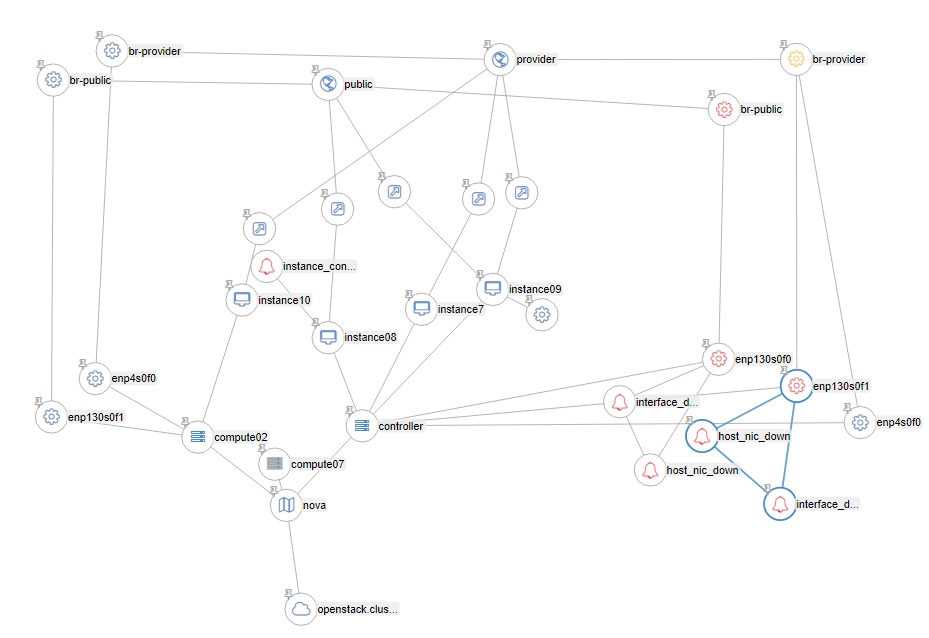 br-provider
provider
br-provider
br-public
public
br-public
instance_con...
instance09
instance10
instance7
instance08
enp130s0f0
enp4s0f0
enp130s0f1
interface_d...
enp130s0f1
enp4s0f0
controller
compute02
host_nic_down
compute07
host_nic_down
nova
interface_d...
openstack.clus...